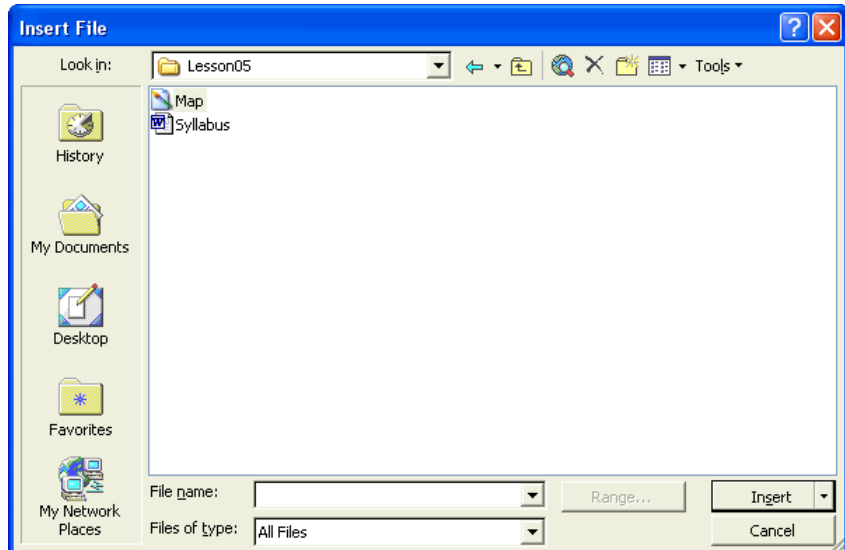 Insert File
Look in:
Lesson05
Tools
Map
Syllabus
History
My Documents
Desktop
Favorites
My Network
Places
File name:
Range...
Insert
Files of type:
All Files
Cancel